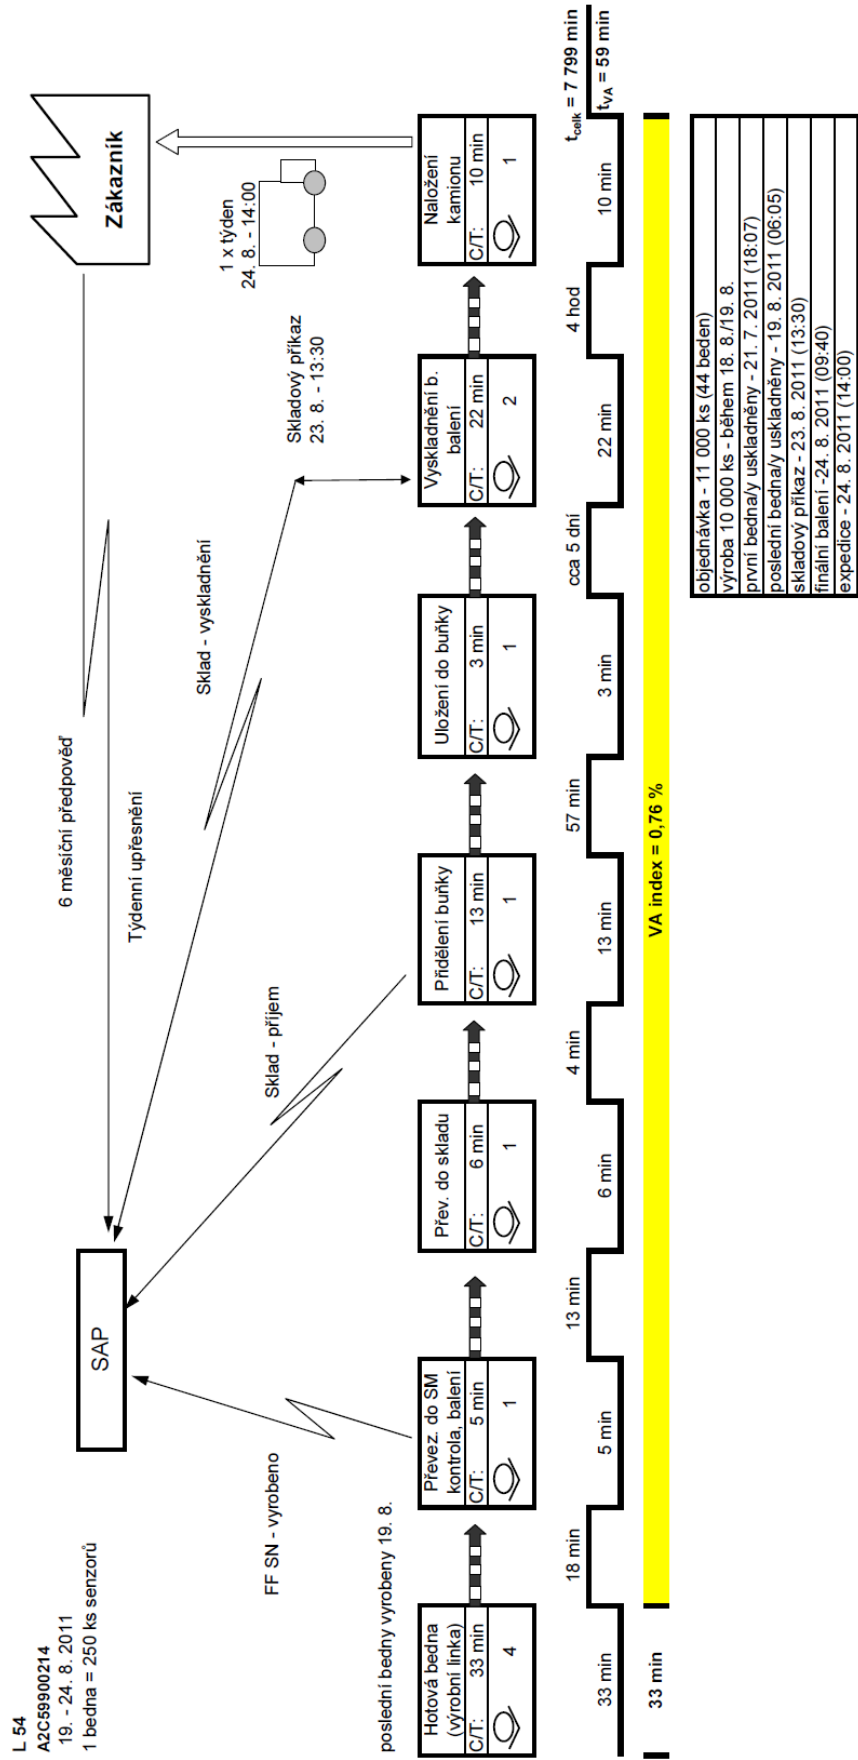 L 54
A2C59900214
19. - 24. 8. 2011
1 bedna = 250 ks senzorů
SAP
Zákazník
6 měsíční předpověď
Týdenní upřesnění
Sklad - vyskladnění
Sklad - příjem
FF SN - vyrobeno
Skladový příkaz
23. 8. - 13:30
1 x týden
24. 8. - 14:00
poslední bedny vyrobeny 19. 8.
Hotová bedna
(výrobní linka)
C/T: 33 min
4
Převez. do SM
kontrola, balení
C/T: 5 min
1
Přev. do skladu
C/T: 6 min
1
Přidělení buňky
C/T: 13 min
1
Uložení do buňky
C/T: 3 min
1
Vyskladnění b.
balení
C/T: 22 min
2
Naložení
kamionu
C/T: 10 min
1
18 min
13 min
4 min
57 min
cca 5 dní
4 hod
tcelk = 7 799 min
33 min
5 min
6 min
13 min
3 min
22 min
10 min
tVA = 59 min
33 min
VA index = 0,76 %
objednávka - 11 000 ks (44 beden)
výroba 10 000 ks - během 18. 8./19. 8.
první bedna/y uskladněny - 21. 7. 2011 (18:07)
poslední bedna/y uskladněny - 19. 8. 2011 (06:05)
skladový příkaz - 23. 8. 2011 (13:30)
finální balení -24. 8. 2011 (09:40)
expedice - 24. 8. 2011 (14:00)